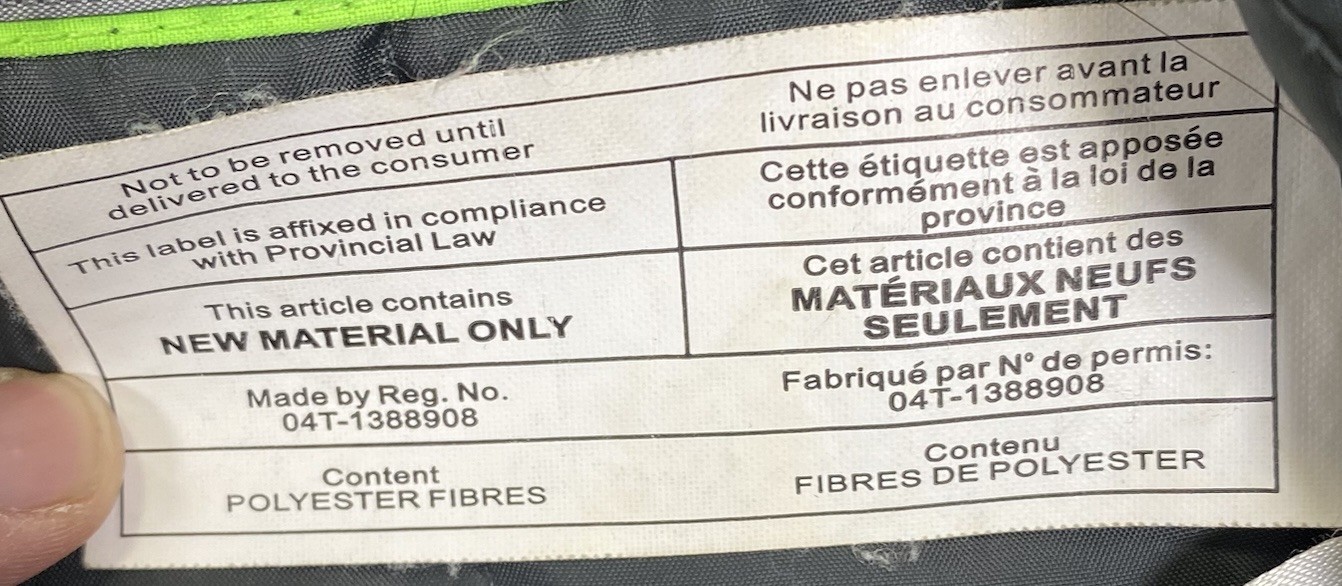 Not to be removed until
delivered to the consumer
Ne pas enlever avant la
livraison au consommateur
This label is affixed in compliance
with Provincial Law
Cette étiquette est apposée
conformément à la loi de la
province
This article contains
NEW MATERIAL ONLY
Cet article contient des
MATÉRIAUX NEUFS
SEULEMENT
Made by Reg. No.
04T-1388908
Fabriqué par N° de permis:
04T-1388908
Content
POLYESTER FIBRES
Contenu
FIBRES DE POLYESTER